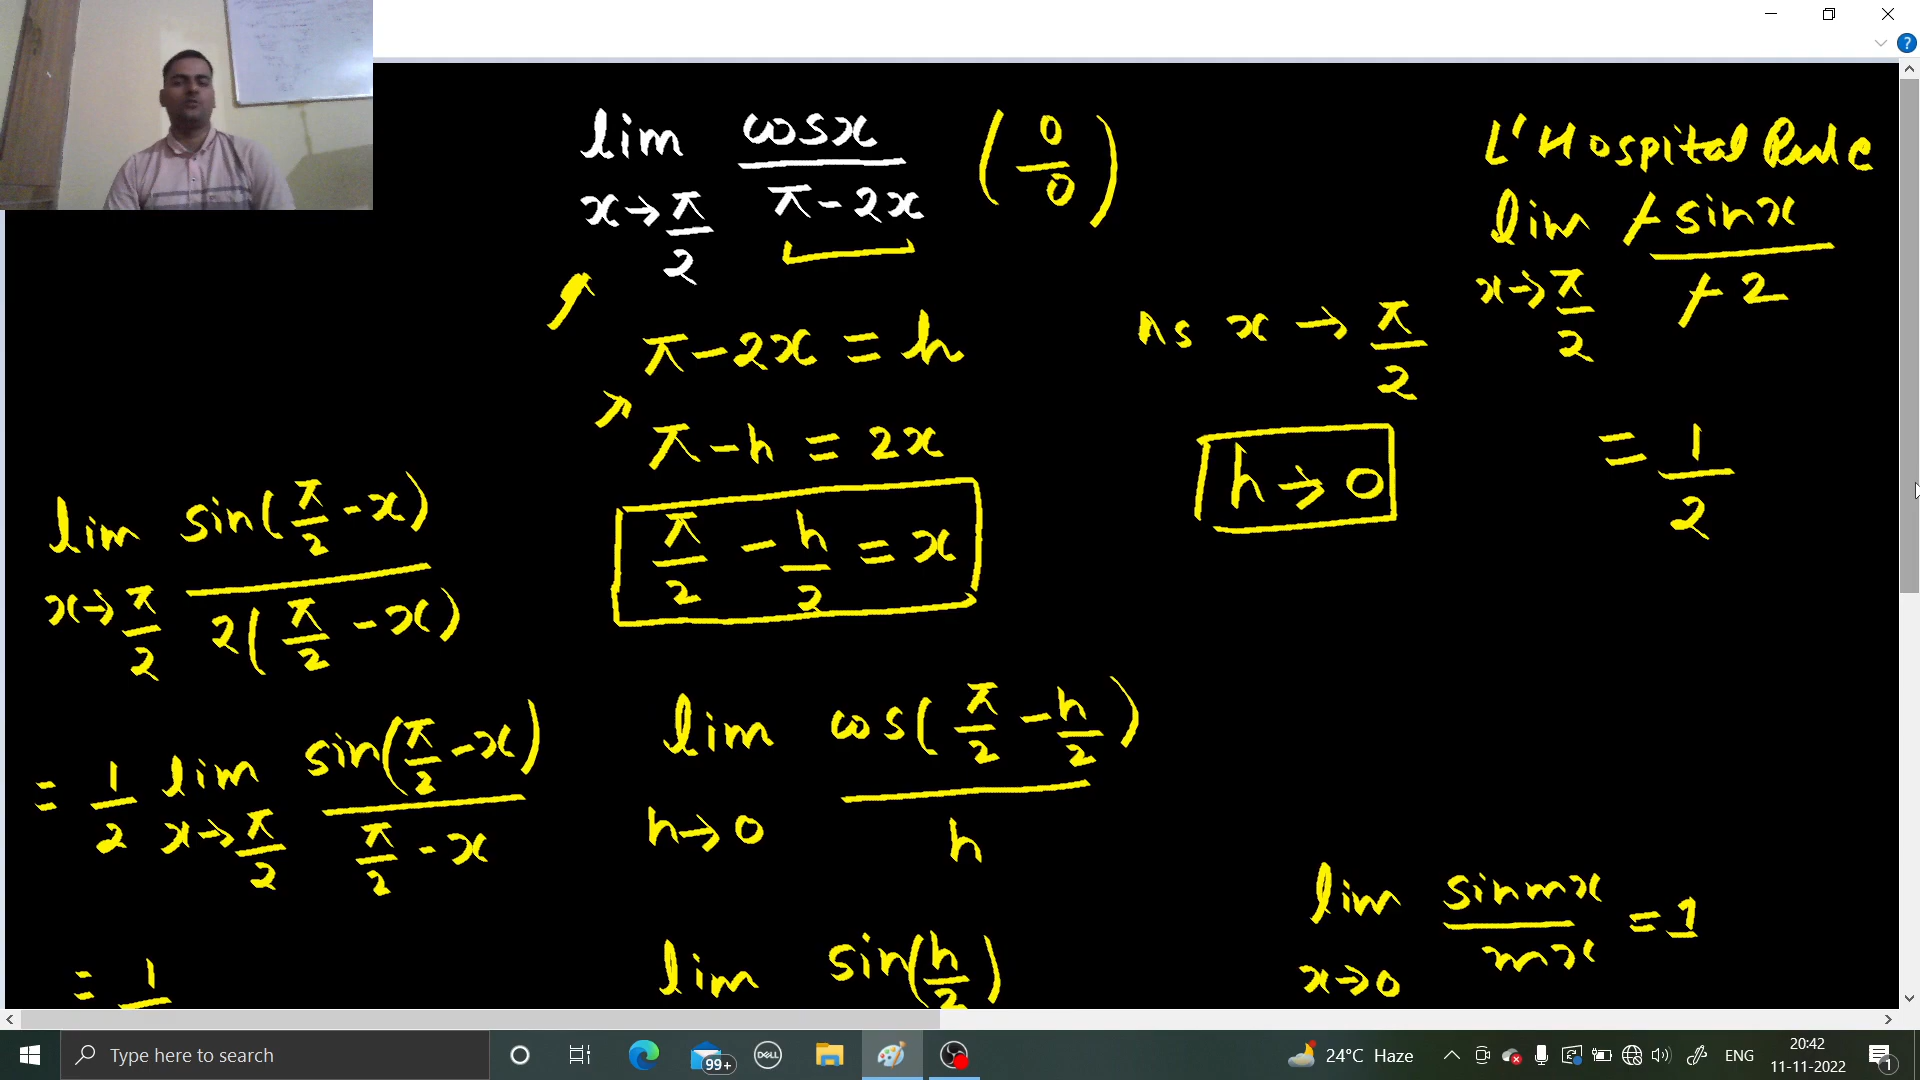 lim cosx / π-2x (0/0)
x→π/2
π-2x = h
π-h = 2x
π/2 - h/2 = x
As x → π/2
h→0
L'Hospital Rule
lim -sinx / -2
x→π/2
= 1/2
lim sin(π/2 -x) / 2(π/2 -x)
x→π/2
= 1/2 lim sin(π/2 -x) / π/2 -x
x→π/2
= 1
lim cos(π/2 - h/2) / h
h→0
lim sin(h/2)
lim sinmx / mx = 1
x→0
Type here to search
99+
DELL
24°C Haze
ENG
20:42
11-11-2022
1
?